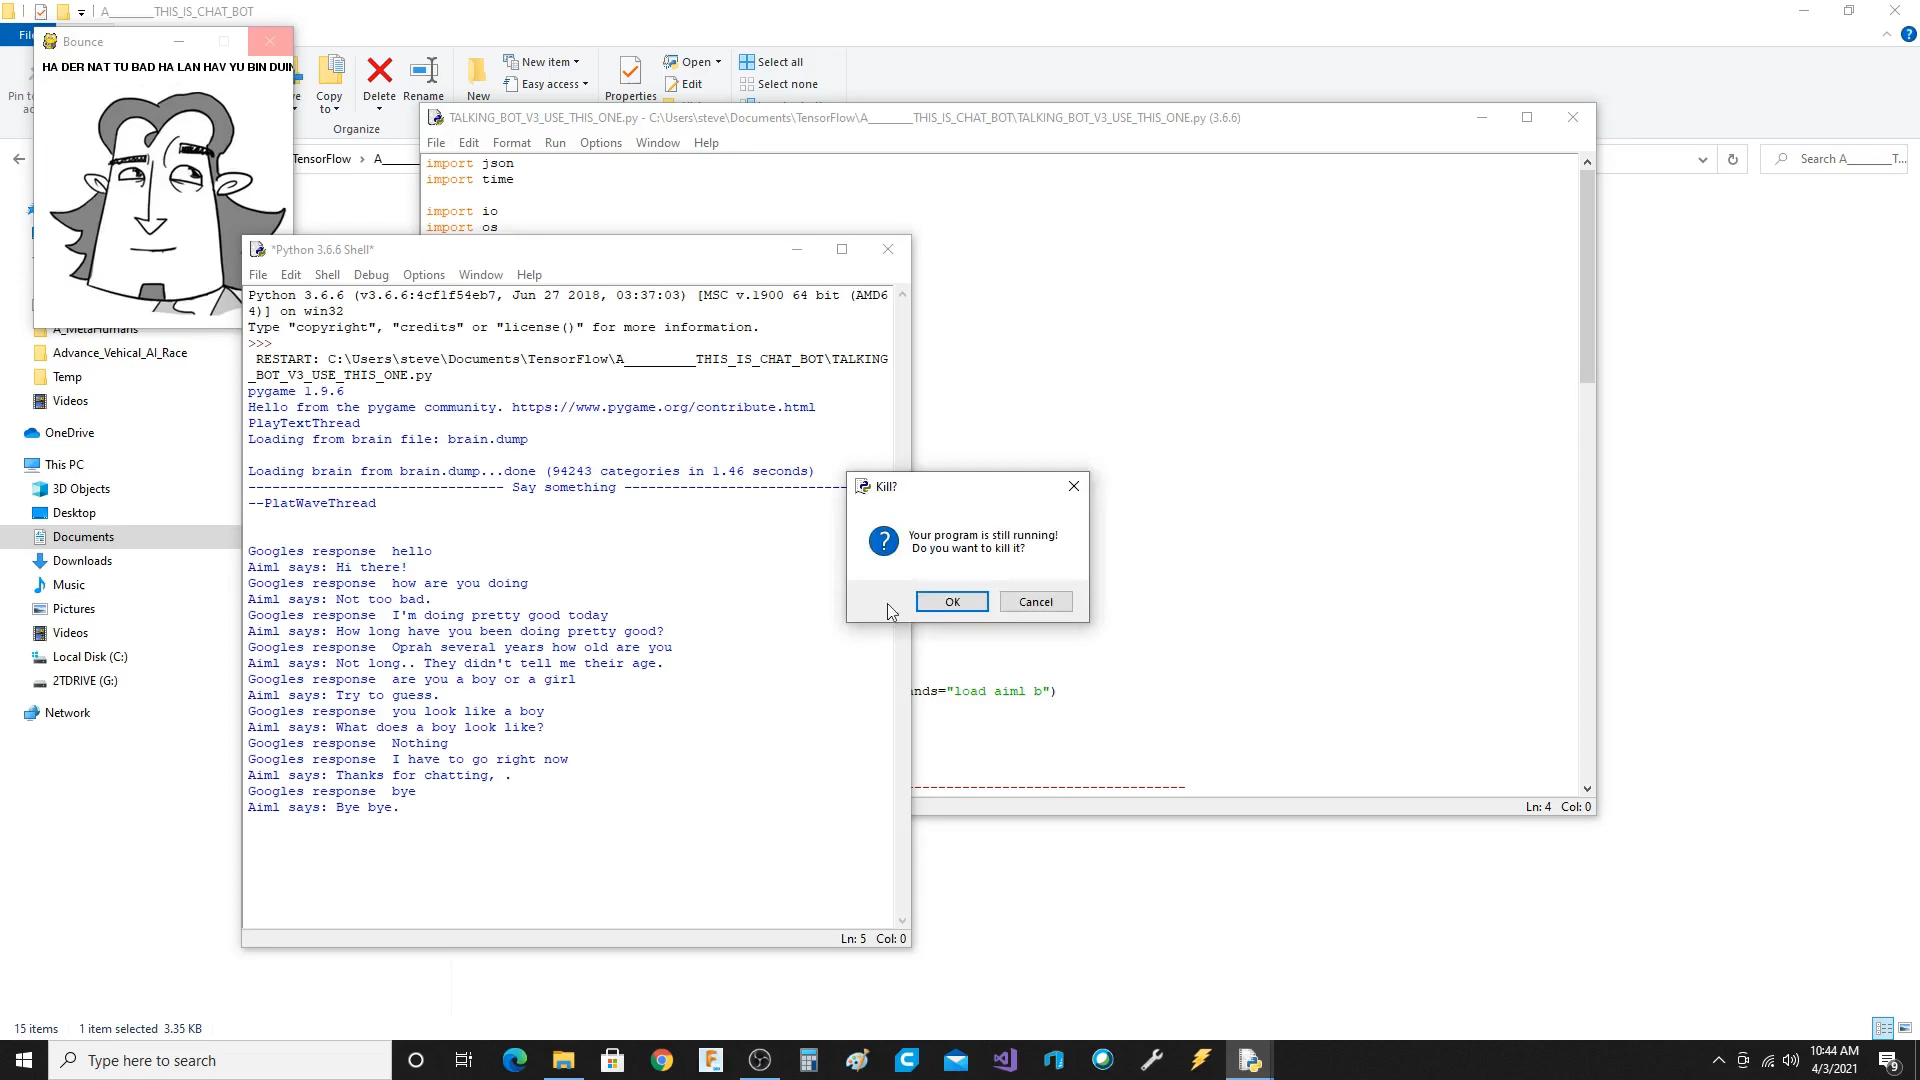 A________THIS_IS_CHAT_BOT
Bounce
HA DER NAT TU BAD HA LAN HAV YU BIN DUIN
Copy
to
Delete
Rename
Organize
New
New item
Easy access
Properties
Open
Edit
Select all
Select none
TensorFlow
Search A________T...
TALKING_BOT_V3_USE_THIS_ONE.py - C:\Users\steve\Documents\TensorFlow\A________THIS_IS_CHAT_BOT\TALKING_BOT_V3_USE_THIS_ONE.py (3.6.6)
File Edit Format Run Options Window Help
import json
import time
import io
import os
ands="load aiml b")
Ln: 4 Col: 0
*Python 3.6.6 Shell*
File Edit Shell Debug Options Window Help
Python 3.6.6 (v3.6.6:4cf1f54eb7, Jun 27 2018, 03:37:03) [MSC v.1900 64 bit (AMD6
4)] on win32
Type "copyright", "credits" or "license()" for more information.
>>>
RESTART: C:\Users\steve\Documents\TensorFlow\A_________THIS_IS_CHAT_BOT\TALKING
_BOT_V3_USE_THIS_ONE.py
pygame 1.9.6
Hello from the pygame community. https://www.pygame.org/contribute.html
PlayTextThread
Loading from brain file: brain.dump
Loading brain from brain.dump...done (94243 categories in 1.46 seconds)
-------------------------------- Say something ----------------------------
--PlatWaveThread
Googles response  hello
Aiml says: Hi there!
Googles response  how are you doing
Aiml says: Not too bad.
Googles response  I'm doing pretty good today
Aiml says: How long have you been doing pretty good?
Googles response  Oprah several years how old are you
Aiml says: Not long.. They didn't tell me their age.
Googles response  are you a boy or a girl
Aiml says: Try to guess.
Googles response  you look like a boy
Aiml says: What does a boy look like?
Googles response  Nothing
Googles response  I have to go right now
Aiml says: Thanks for chatting, .
Googles response  bye
Aiml says: Bye bye.
Ln: 5 Col: 0
Kill?
Your program is still running!
Do you want to kill it?
OK
Cancel
A_MetaHumans
Advance_Vehical_AI_Race
Temp
Videos
OneDrive
This PC
3D Objects
Desktop
Documents
Downloads
Music
Pictures
Videos
Local Disk (C:)
2TDRIVE (G:)
Network
15 items
1 item selected 3.35 KB
Type here to search
10:44 AM
4/3/2021
9